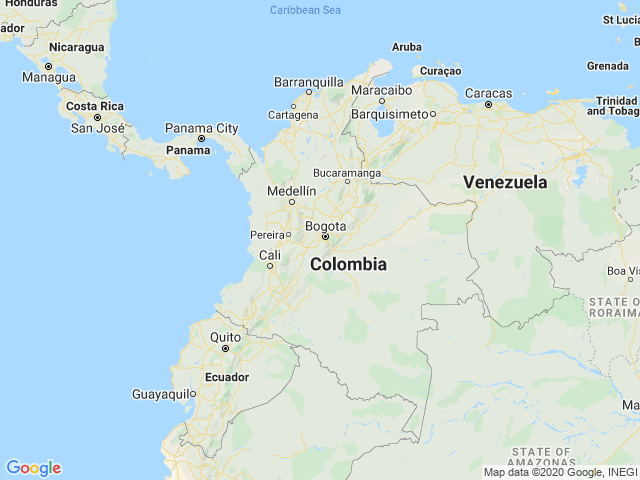 Honduras
Caribbean Sea
St Lucia
ador
Nicaragua
Aruba
Managua
Curaçao
Grenada
Barranquilla
Maracaibo
Caracas
Costa Rica
Cartagena
Barquisimeto
Trinidad
and Tobag
San José
Panama City
Panama
Bucaramanga
Venezuela
Medellín
Bogota
Pereira
Cali
Colombia
Boa Vis
STATE OF
RORAIMA
Quito
Ecuador
Guayaquil
Ma
STATE OF
AMAZONAS
Google
Map data ©2020 Google, INEGI